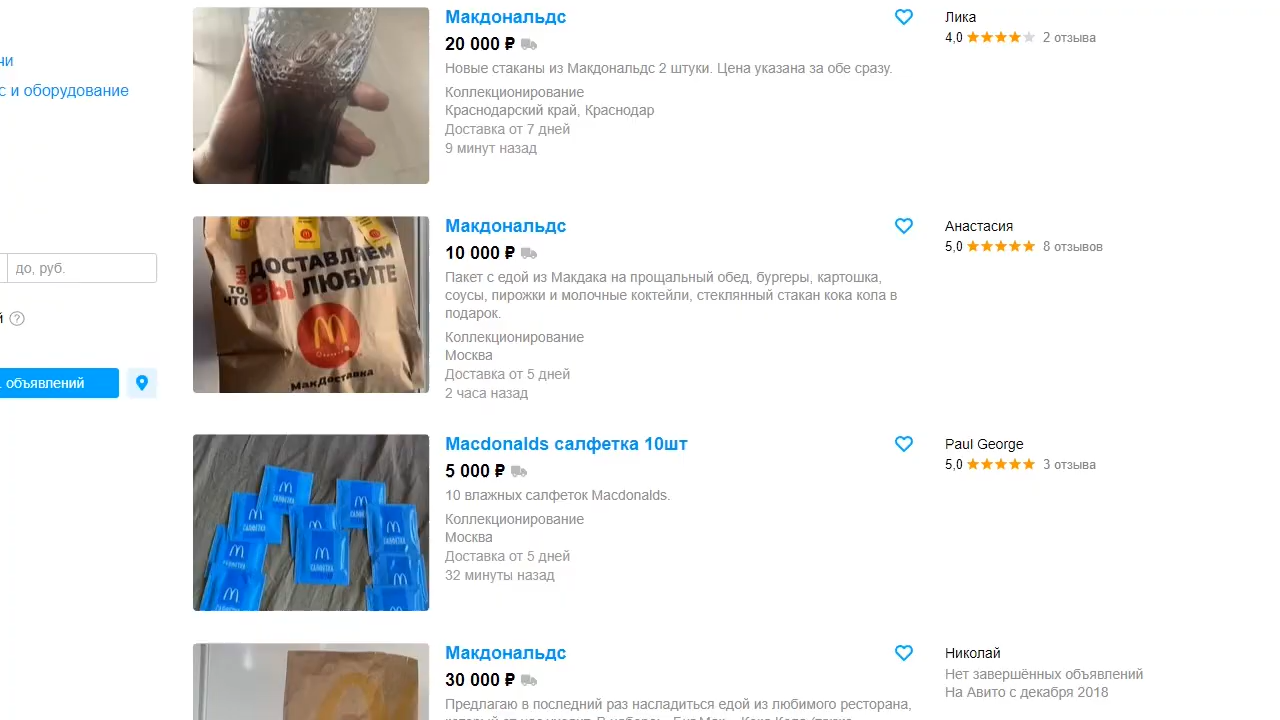 чи
с и оборудование
до, руб.
й ?
. объявлений
Макдональдс
20 000 ₽
Новые стаканы из Макдональдс 2 штуки. Цена указана за обе сразу.
Коллекционирование
Краснодарский край, Краснодар
Доставка от 7 дней
9 минут назад
Лика
4,0 2 отзыва
МЫ ДОСТАВЛЯЕМ
ТО, ЧТО ВЫ ЛЮБИТЕ
МакДоставка
Макдональдс
10 000 ₽
Пакет с едой из Макдака на прощальный обед, бургеры, картошка,
соусы, пирожки и молочные коктейли, стеклянный стакан кока кола в
подарок.
Коллекционирование
Москва
Доставка от 5 дней
2 часа назад
Анастасия
5,0 8 отзывов
САЛФЕТКА
САЛФЕТКА
САЛФЕТКА
Macdonalds салфетка 10шт
5 000 ₽
10 влажных салфеток Macdonalds.
Коллекционирование
Москва
Доставка от 5 дней
32 минуты назад
Paul George
5,0 3 отзыва
Макдональдс
30 000 ₽
Предлагаю в последний раз насладиться едой из любимого ресторана,
Николай
Нет завершённых объявлений
На Авито с декабря 2018